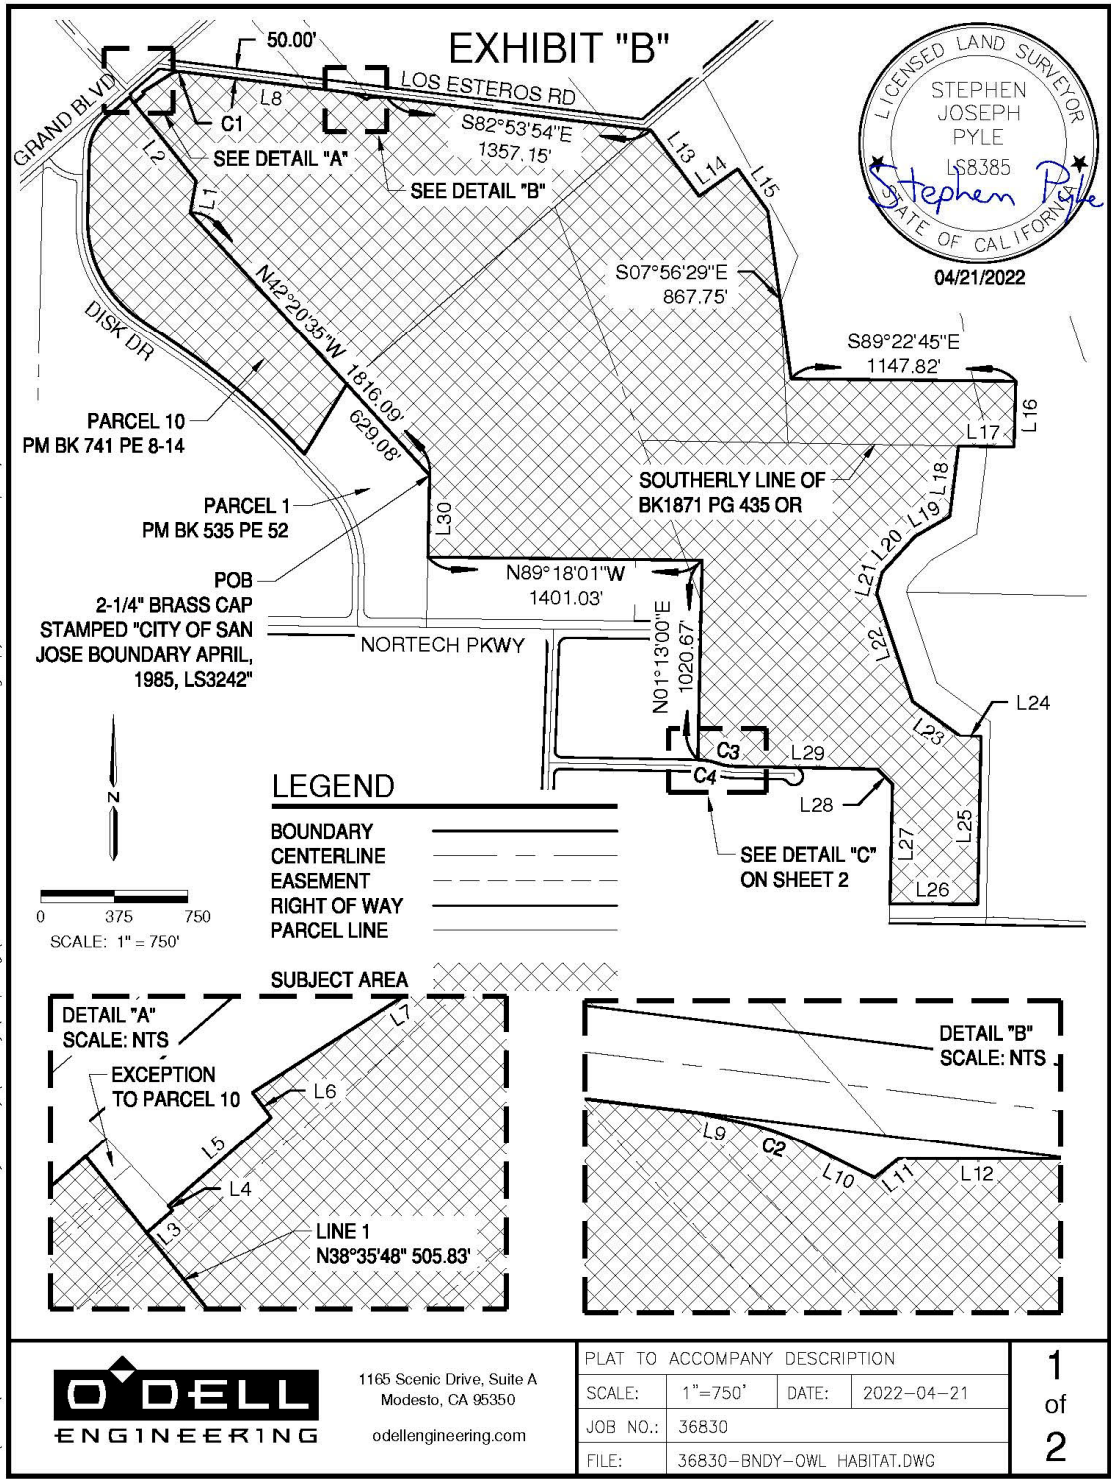 EXHIBIT "B"
50.00'
LOS ESTEROS RD
GRAND BLVD
L8
C1
L2
SEE DETAIL "A"
S82°53'54"E
1357.15'
SEE DETAIL "B"
L13
L14
L15
L1
LICENSED LAND SURVEYOR
STEPHEN
JOSEPH
PYLE
LS8385
Stephen Pyle
STATE OF CALIFORNIA
04/21/2022
S07°56'29"E
867.75'
N42°20'35"W 1816.09'
629.08'
DISK DR
S89°22'45"E
1147.82'
L16
L17
PARCEL 10
PM BK 741 PE 8-14
SOUTHERLY LINE OF
BK1871 PG 435 OR
L18
L19
L20
L21
L22
L23
L24
PARCEL 1
PM BK 535 PE 52
L30
POB
2-1/4" BRASS CAP
STAMPED "CITY OF SAN
JOSE BOUNDARY APRIL,
1985, LS3242"
N89°18'01"W
1401.03'
NORTECH PKWY
N01°13'00"E
1020.67'
C3
C4
L29
L28
L27
L25
L26
SEE DETAIL "C"
ON SHEET 2
N
0 375 750
SCALE: 1" = 750'
LEGEND
BOUNDARY
CENTERLINE
EASEMENT
RIGHT OF WAY
PARCEL LINE
SUBJECT AREA
DETAIL "A"
SCALE: NTS
EXCEPTION
TO PARCEL 10
L7
L6
L5
L4
L3
LINE 1
N38°35'48" 505.83'
DETAIL "B"
SCALE: NTS
L9
C2
L10
L11
L12
O'DELL
ENGINEERING
1165 Scenic Drive, Suite A
Modesto, CA 95350
odellengineering.com
PLAT TO ACCOMPANY DESCRIPTION
SCALE: 1"=750' DATE: 2022-04-21
JOB NO.: 36830
FILE: 36830-BNDY-OWL HABITAT.DWG
1
of
2